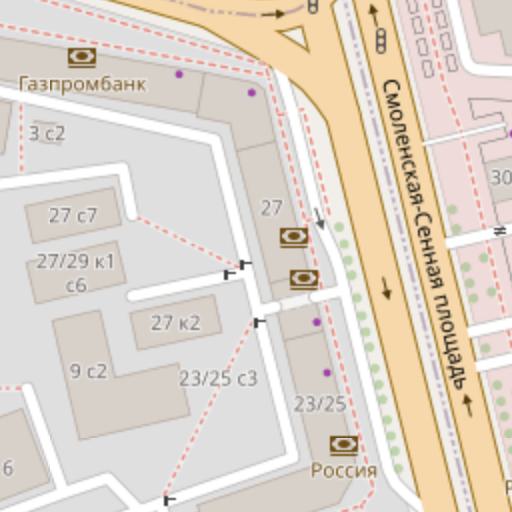 Газпромбанк
3 с2
27 с7
27
27/29 к1
с6
27 к2
9 с2
23/25 с3
23/25
Россия
6
30
Смоленская-Сенная площадь